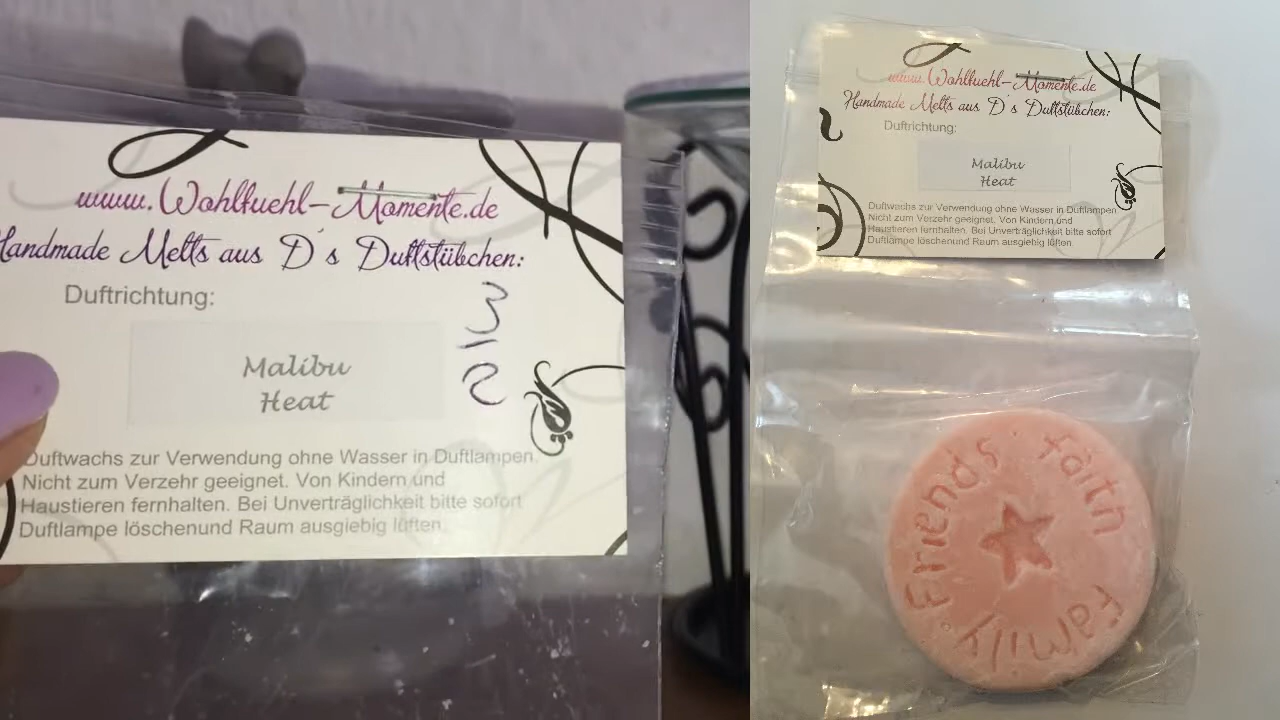 www.Wohlfuehl-Momente.de
Handmade Melts aus D´s Duftstübchen:
Duftrichtung:
Malibu
Heat
2-3
Duftwachs zur Verwendung ohne Wasser in Duftlampen.
Nicht zum Verzehr geeignet. Von Kindern und
Haustieren fernhalten. Bei Unverträglichkeit bitte sofort
Duftlampe löschenund Raum ausgiebig lüften.
www.Wohlfuehl-Momente.de
Handmade Melts aus D´s Duftstübchen:
Duftrichtung:
Malibu
Heat
Duftwachs zur Verwendung ohne Wasser in Duftlampen.
Nicht zum Verzehr geeignet. Von Kindern und
Haustieren fernhalten. Bei Unverträglichkeit bitte sofort
Duftlampe löschenund Raum ausgiebig lüften.
Friends · Faith
Family ·